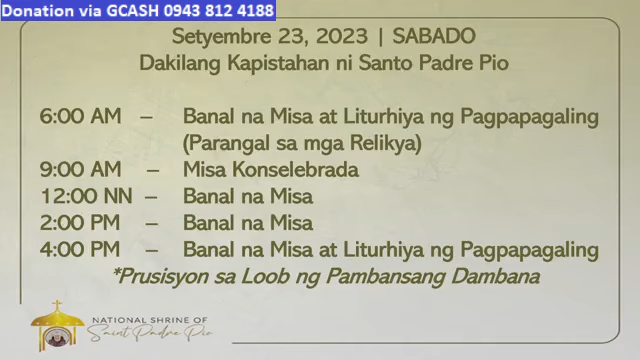 Donation via GCASH 0943 812 4188
Setyembre 23, 2023 | SABADO
Dakilang Kapistahan ni Santo Padre Pio
6:00 AM – Banal na Misa at Liturhiya ng Pagpapagaling
(Parangal sa mga Relikya)
9:00 AM – Misa Konselebrada
12:00 NN – Banal na Misa
2:00 PM – Banal na Misa
4:00 PM – Banal na Misa at Liturhiya ng Pagpapagaling
*Prusisyon sa Loob ng Pambansang Dambana
NATIONAL SHRINE OF
Saint Padre Pio